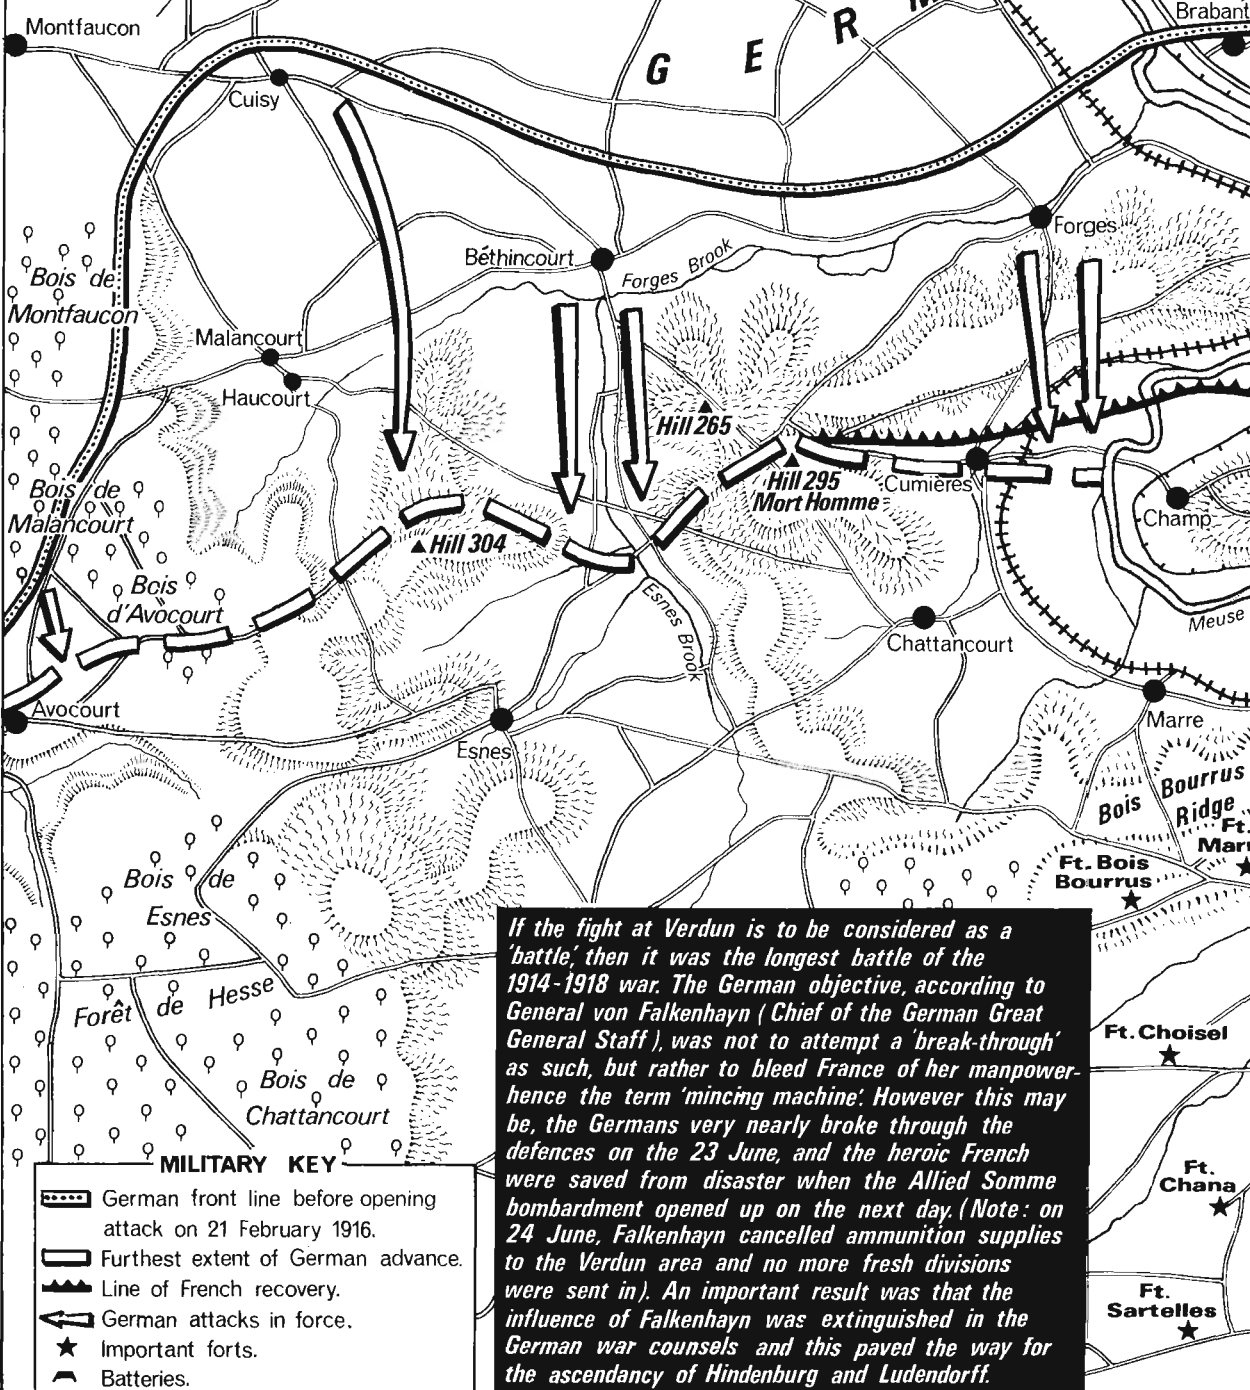 Montfaucon
Brabant
G E R
Cuisy
Forges
Béthincourt
Forges Brook
Bois de
Montfaucon
Malancourt
Haucourt
Hill 265
Hill 295
Mort Homme
Cumières
Champ
Bois de
Malancourt
Hill 304
Bois
d'Avocourt
Esnes Brook
Meuse
Chattancourt
Avocourt
Marre
Esnes
Bois Bourrus
Ridge
Ft.
Ft. Bois
Bourrus
Bois de
Esnes
Forêt de Hesse
Bois de
Chattancourt
Ft. Choisel
Ft.
Chana
Ft.
Sartelles
If the fight at Verdun is to be considered as a
'battle', then it was the longest battle of the
1914-1918 war. The German objective, according to
General von Falkenhayn (Chief of the German Great
General Staff), was not to attempt a 'break-through'
as such, but rather to bleed France of her manpower-
hence the term 'mincing machine'. However this may
be, the Germans very nearly broke through the
defences on the 23 June, and the heroic French
were saved from disaster when the Allied Somme
bombardment opened up on the next day. (Note: on
24 June, Falkenhayn cancelled ammunition supplies
to the Verdun area and no more fresh divisions
were sent in). An important result was that the
influence of Falkenhayn was extinguished in the
German war counsels and this paved the way for
the ascendancy of Hindenburg and Ludendorff.
MILITARY KEY
German front line before opening
attack on 21 February 1916.
Furthest extent of German advance.
Line of French recovery.
German attacks in force.
Important forts.
Batteries.